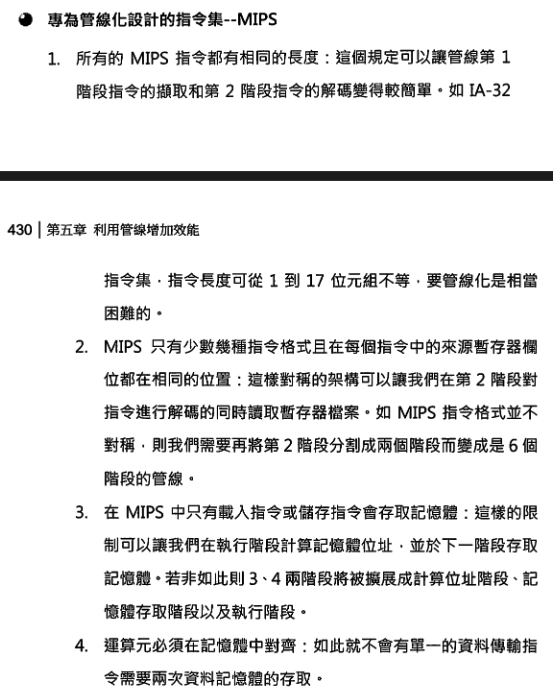 專為管線化設計的指令集--MIPS
1. 所有的 MIPS 指令都有相同的長度：這個規定可以讓管線第 1
階段指令的擷取和第 2 階段指令的解碼變得較簡單。如 IA-32
430 | 第五章 利用管線增加效能
指令集，指令長度可從 1 到 17 位元組不等，要管線化是相當
困難的。
2. MIPS 只有少數幾種指令格式且在每個指令中的來源暫存器欄
位都在相同的位置：這樣對稱的架構可以讓我們在第 2 階段對
指令進行解碼的同時讀取暫存器檔案。如 MIPS 指令格式並不
對稱，則我們需要再將第 2 階段分割成兩個階段而變成是 6 個
階段的管線。
3. 在 MIPS 中只有載入指令或儲存指令會存取記憶體：這樣的限
制可以讓我們在執行階段計算記憶體位址，並於下一階段存取
記憶體。若非如此則 3、4 兩階段將被擴展成計算位址階段、記
憶體存取階段以及執行階段。
4. 運算元必須在記憶體中對齊：如此就不會有單一的資料傳輸指
令需要兩次資料記憶體的存取。